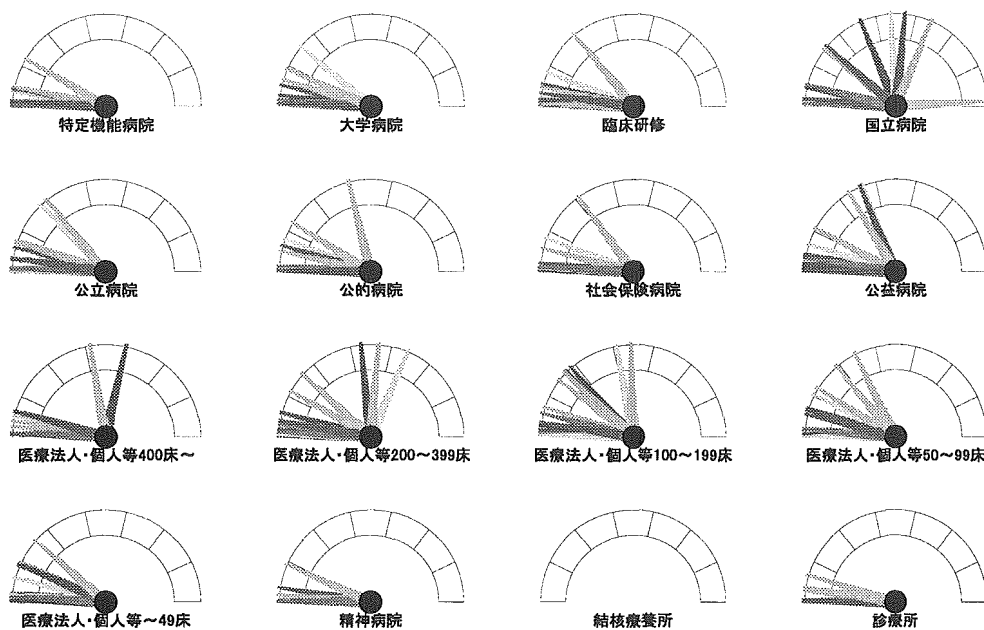 特定機能病院
大学病院
臨床研修
国立病院
公立病院
公的病院
社会保険病院
公益病院
医療法人・個人等400床～
医療法人・個人等200～399床
医療法人・個人等100～199床
医療法人・個人等50～99床
医療法人・個人等～49床
精神病院
結核療養所
診療所